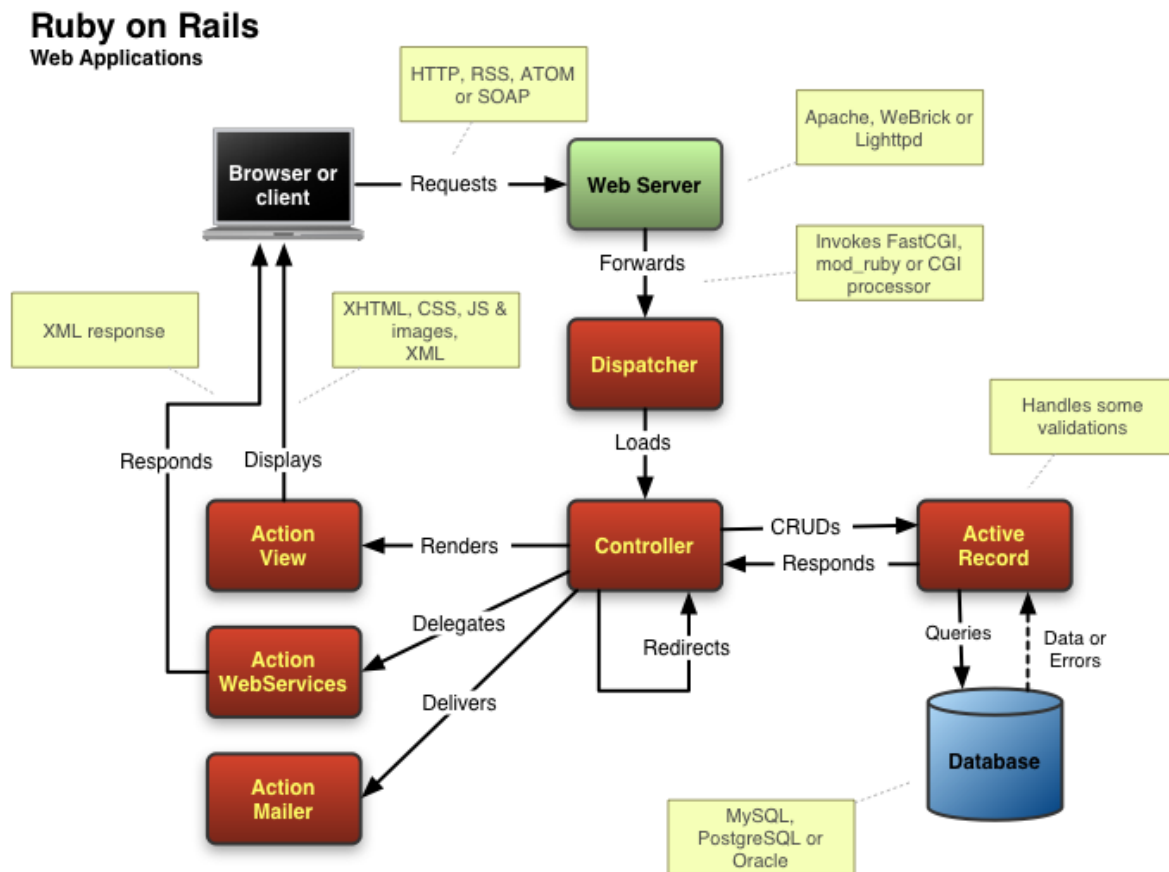 Ruby on Rails
Web Applications
HTTP, RSS, ATOM
or SOAP
Apache, WeBrick or
Lighttpd
Browser or
client
Requests
Web Server
Invokes FastCGI,
mod_ruby or CGI
processor
Forwards
XML response
XHTML, CSS, JS &
images,
XML
Dispatcher
Handles some
validations
Loads
Responds
Displays
Action
View
Renders
Controller
CRUDs
Responds
Active
Record
Delegates
Redirects
Queries
Data or
Errors
Action
WebServices
Delivers
Action
Mailer
Database
MySQL,
PostgreSQL or
Oracle